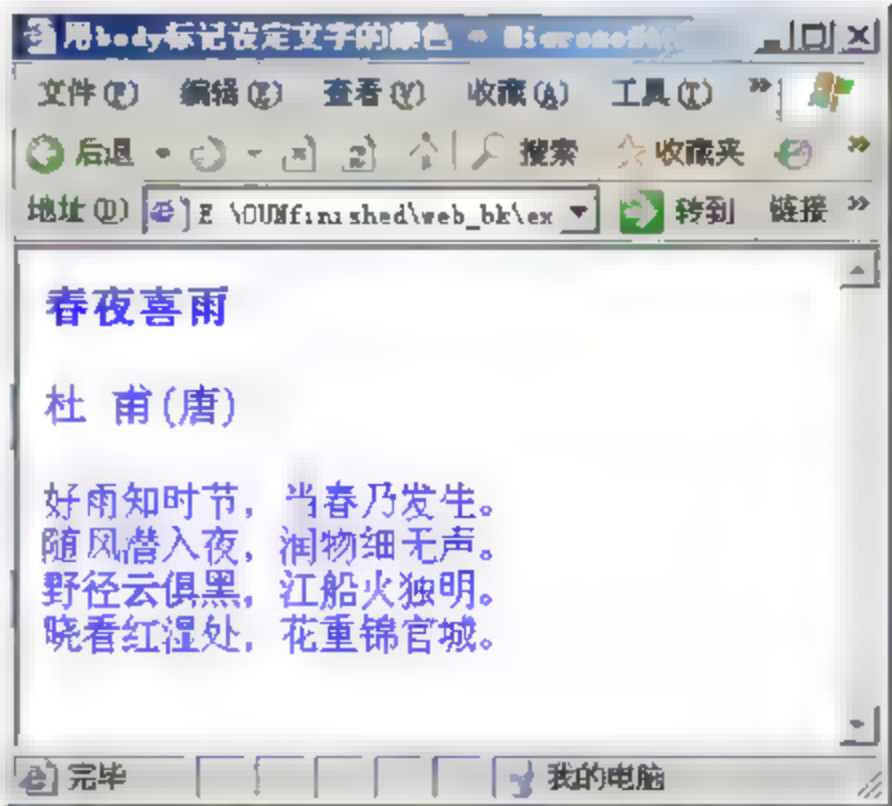 用body标记设定文字的颜色 -
文件(F) 编辑(E) 查看(V) 收藏(A) 工具(T) »
后退 搜索 收藏夹 »
地址(D) E:\OUMfinished\web_bk\ex 转到 链接 »
春夜喜雨
杜 甫(唐)
好雨知时节，当春乃发生。
随风潜入夜，润物细无声。
野径云俱黑，江船火独明。
晓看红湿处，花重锦官城。
完毕 我的电脑